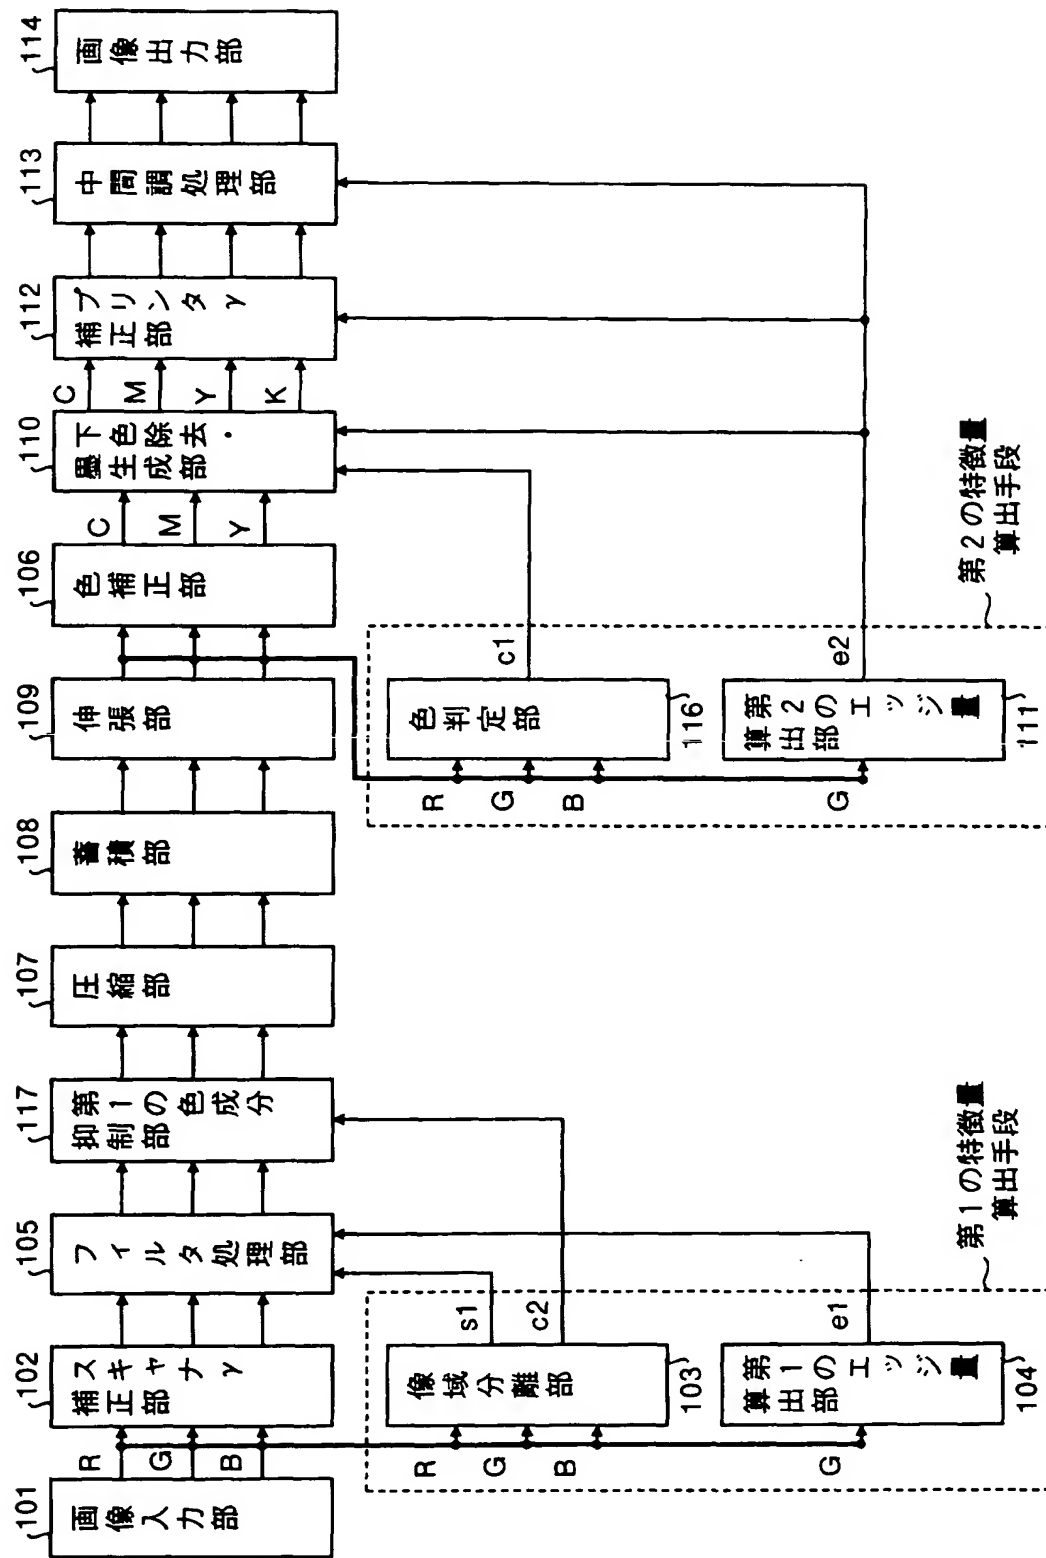 101
画像入力部
R
G
B
102
スキャナγ
補正部
105
フィルタ処理部
117
第1の色成分
抑制部
107
圧縮部
108
蓄積部
109
伸張部
106
色補正部
C
M
Y
110
下色除去・
墨生成部
C
M
Y
K
112
プリンタγ
補正部
113
中間調処理部
114
画像出力部
R
G
B
像域分離部
103
s1
c2
G
第1のエッジ量
算出部
104
e1
第1の特徴量
算出手段
R
G
B
色判定部
116
c1
G
第2のエッジ量
算出部
111
e2
第2の特徴量
算出手段